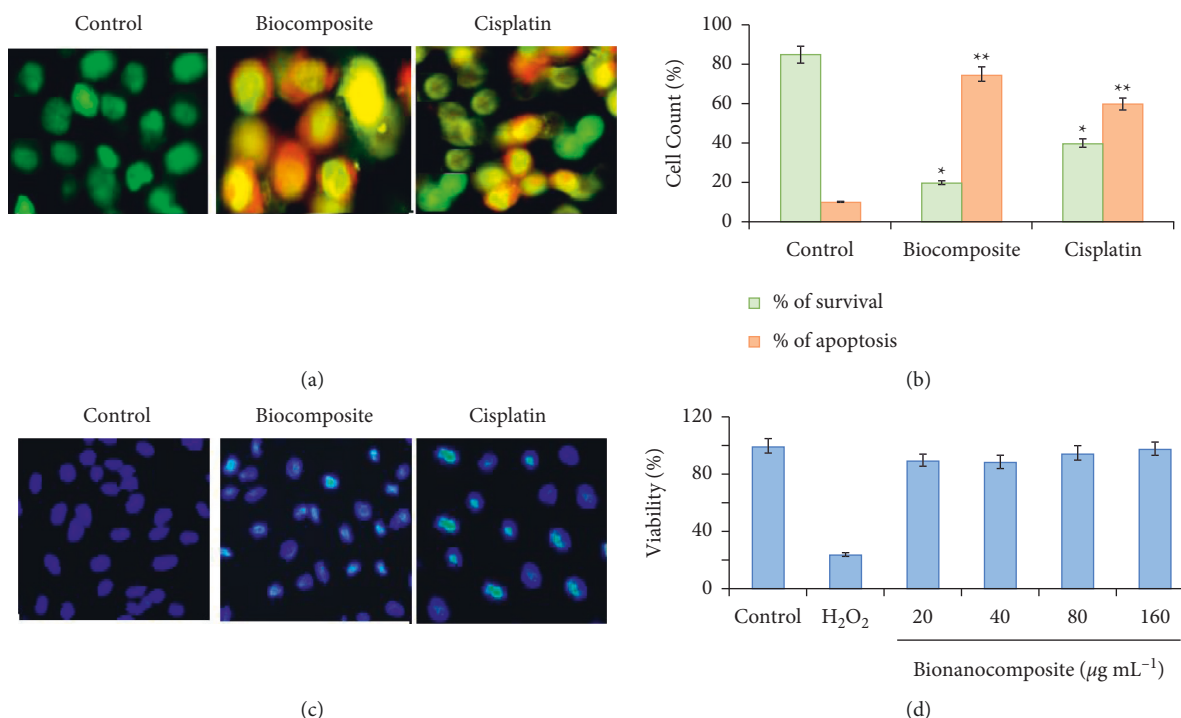 Control Biocomposite Cisplatin
(a)
100
80
60
40
20
0
Cell Count (%)
*
**
*
**
Control Biocomposite Cisplatin
% of survival
% of apoptosis
(b)
Control Biocomposite Cisplatin
(c)
120
80
40
0
Viability (%)
Control H₂O₂ 20 40 80 160
Bionanocomposite (µg mL⁻¹)
(d)